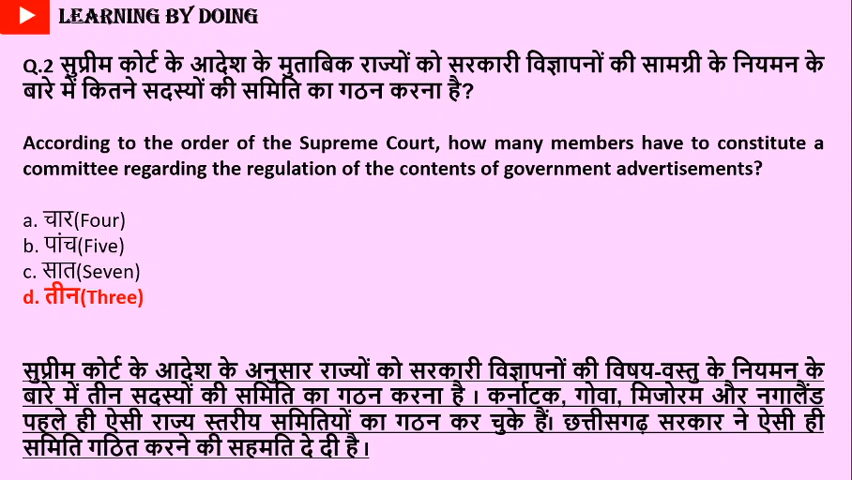 LEARNING BY DOING
Q.2 सुप्रीम कोर्ट के आदेश के मुताबिक राज्यों को सरकारी विज्ञापनों की सामग्री के नियमन के
बारे में कितने सदस्यों की समिति का गठन करना है?
According to the order of the Supreme Court, how many members have to constitute a
committee regarding the regulation of the contents of government advertisements?
a. चार(Four)
b. पांच(Five)
c. सात(Seven)
d. तीन(Three)
सुप्रीम कोर्ट के आदेश के अनुसार राज्यों को सरकारी विज्ञापनों की विषय-वस्तु के नियमन के
बारे में तीन सदस्यों की समिति का गठन करना है । कर्नाटक, गोवा, मिजोरम और नगालैंड
पहले ही ऐसी राज्य स्तरीय समितियों का गठन कर चुके हैं। छत्तीसगढ़ सरकार ने ऐसी ही
समिति गठित करने की सहमति दे दी है।